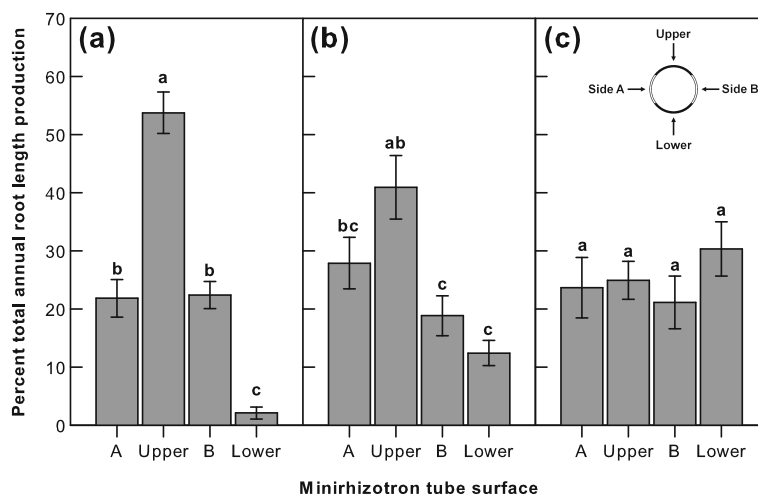 Percent total annual root length production
70
60
50
40
30
20
10
0
(a)
b
a
b
c
A Upper B Lower
(b)
bc
ab
c
c
A Upper B Lower
(c)
Upper
Side A
Side B
Lower
a
a
a
a
A Upper B Lower
Minirhizotron tube surface